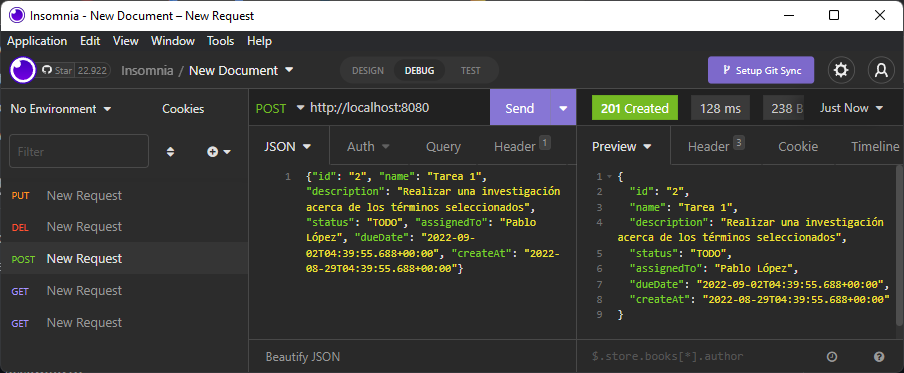 Insomnia - New Document – New Request
Application Edit View Window Tools Help
Star 22.922
Insomnia / New Document
DESIGN DEBUG TEST
Setup Git Sync
No Environment Cookies
POST http://localhost:8080 Send
201 Created 128 ms 238 B Just Now
Filter
JSON Auth Query Header 1
Preview Header 3 Cookie Timeline
PUT New Request
DEL New Request
POST New Request
GET New Request
GET New Request
1 {"id": "2", "name": "Tarea 1",
"description": "Realizar una investigación
acerca de los términos seleccionados",
"status": "TODO", "assignedTo": "Pablo
López", "dueDate": "2022-09-
02T04:39:55.688+00:00", "createAt": "2022-
08-29T04:39:55.688+00:00"}
1 {
2 "id": "2",
3 "name": "Tarea 1",
4 "description": "Realizar una investigación
acerca de los términos seleccionados",
5 "status": "TODO",
6 "assignedTo": "Pablo López",
7 "dueDate": "2022-09-02T04:39:55.688+00:00",
8 "createAt": "2022-08-29T04:39:55.688+00:00"
9 }
Beautify JSON
$.store.books[*].author